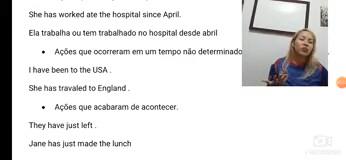 She has worked ate the hospital since April.
Ela trabalha ou tem trabalhado no hospital desde abril
• Ações que ocorreram em um tempo não determinado
I have been to the USA .
She has traveled to England .
• Ações que acabaram de acontecer.
They have just left .
Jane has just made the lunch